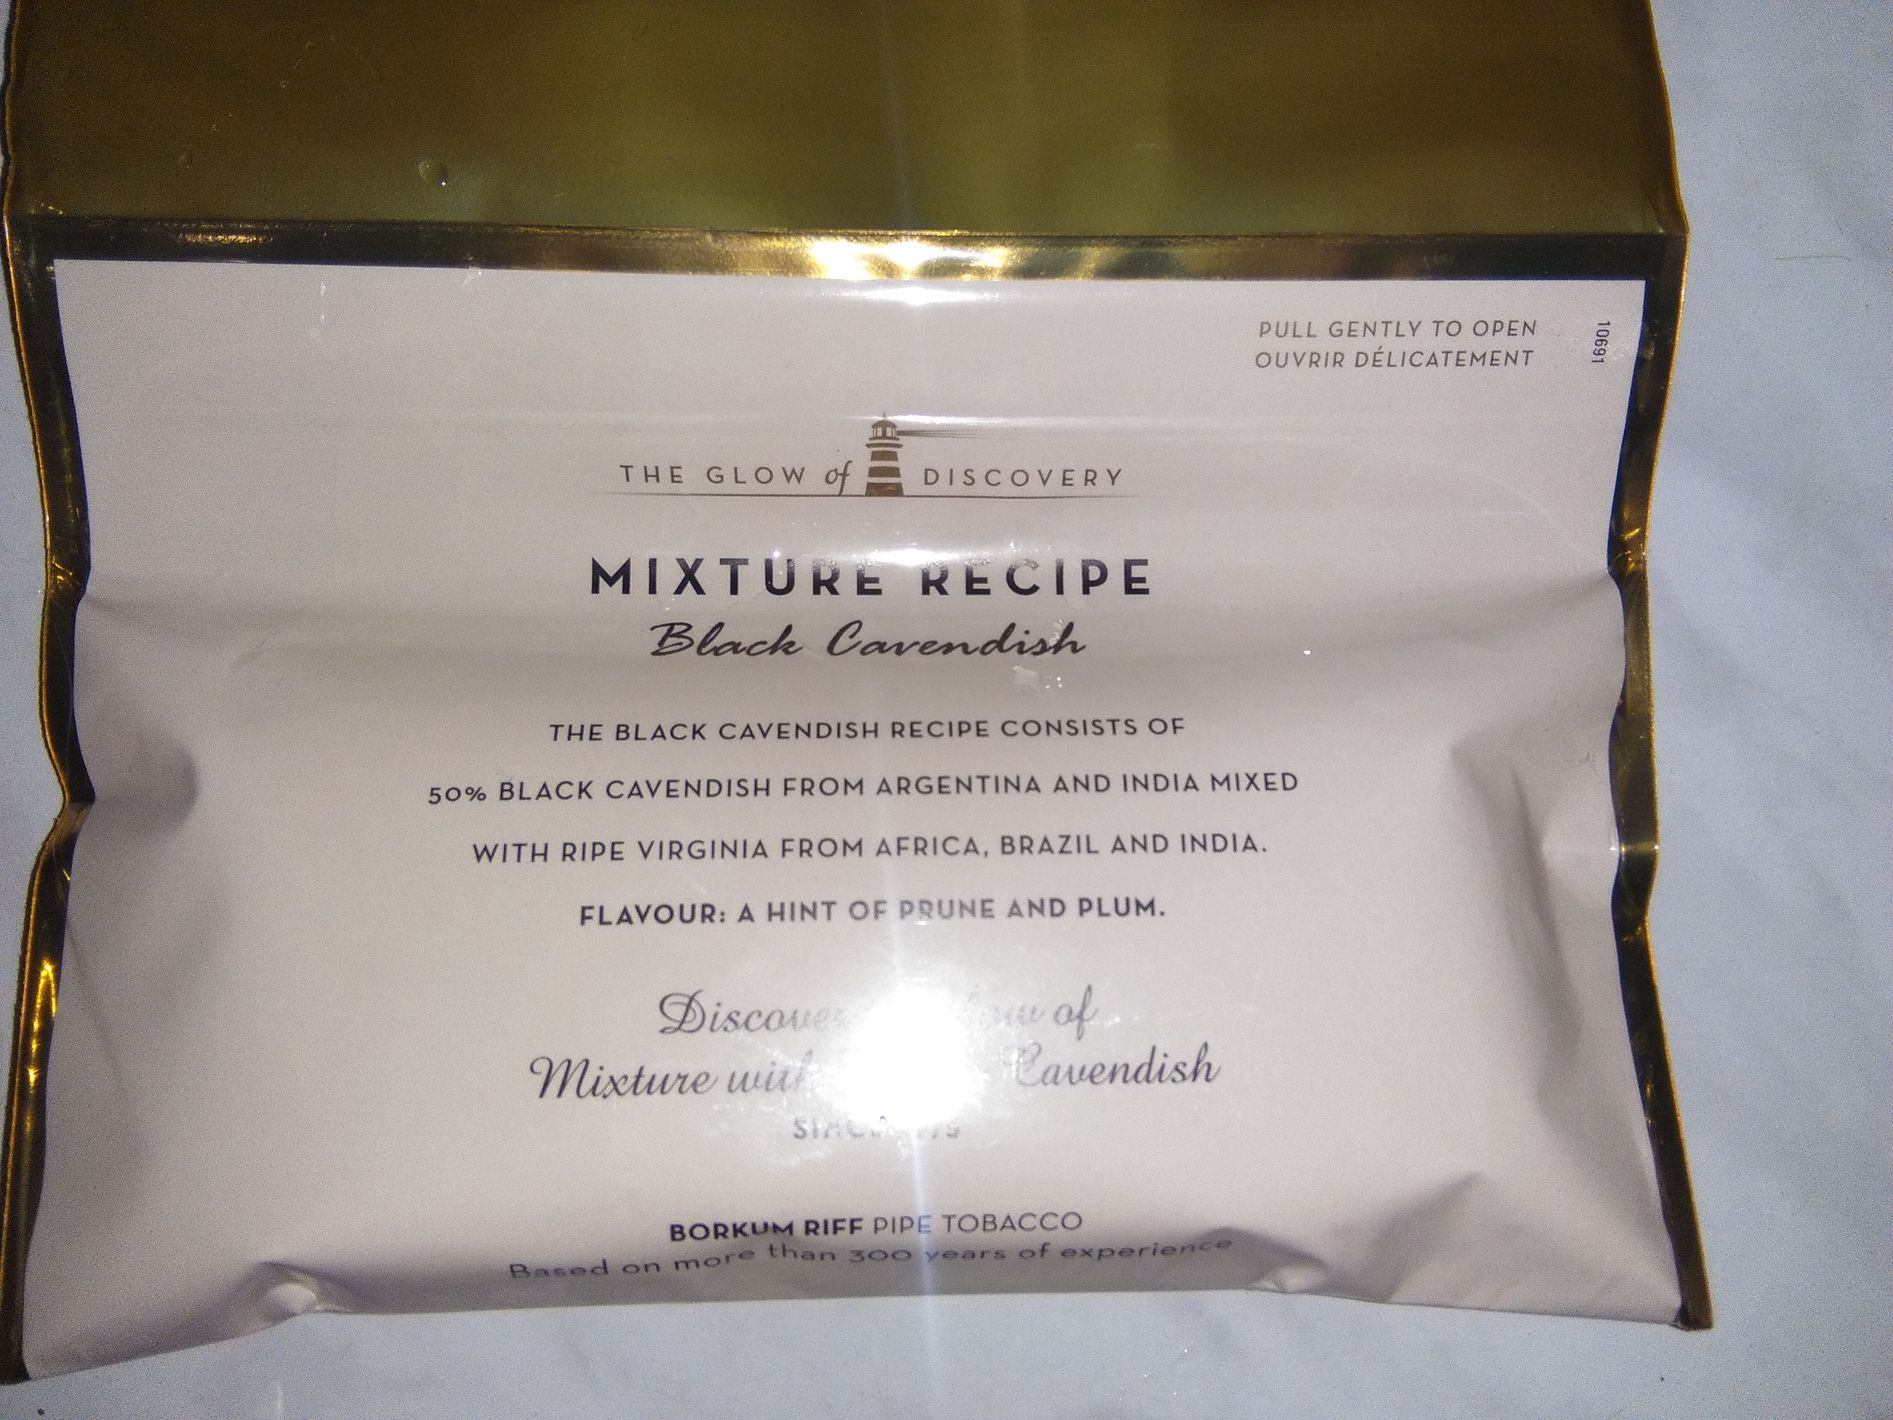 PULL GENTLY TO OPEN
OUVRIR DÉLICATEMENT
10691
THE GLOW of DISCOVERY
MIXTURE RECIPE
Black Cavendish
THE BLACK CAVENDISH RECIPE CONSISTS OF
50% BLACK CAVENDISH FROM ARGENTINA AND INDIA MIXED
WITH RIPE VIRGINIA FROM AFRICA, BRAZIL AND INDIA.
FLAVOUR: A HINT OF PRUNE AND PLUM.
Discover of
Mixture with Cavendish
SINCE
BORKUM RIFF PIPE TOBACCO
Based on more than 300 years of experience